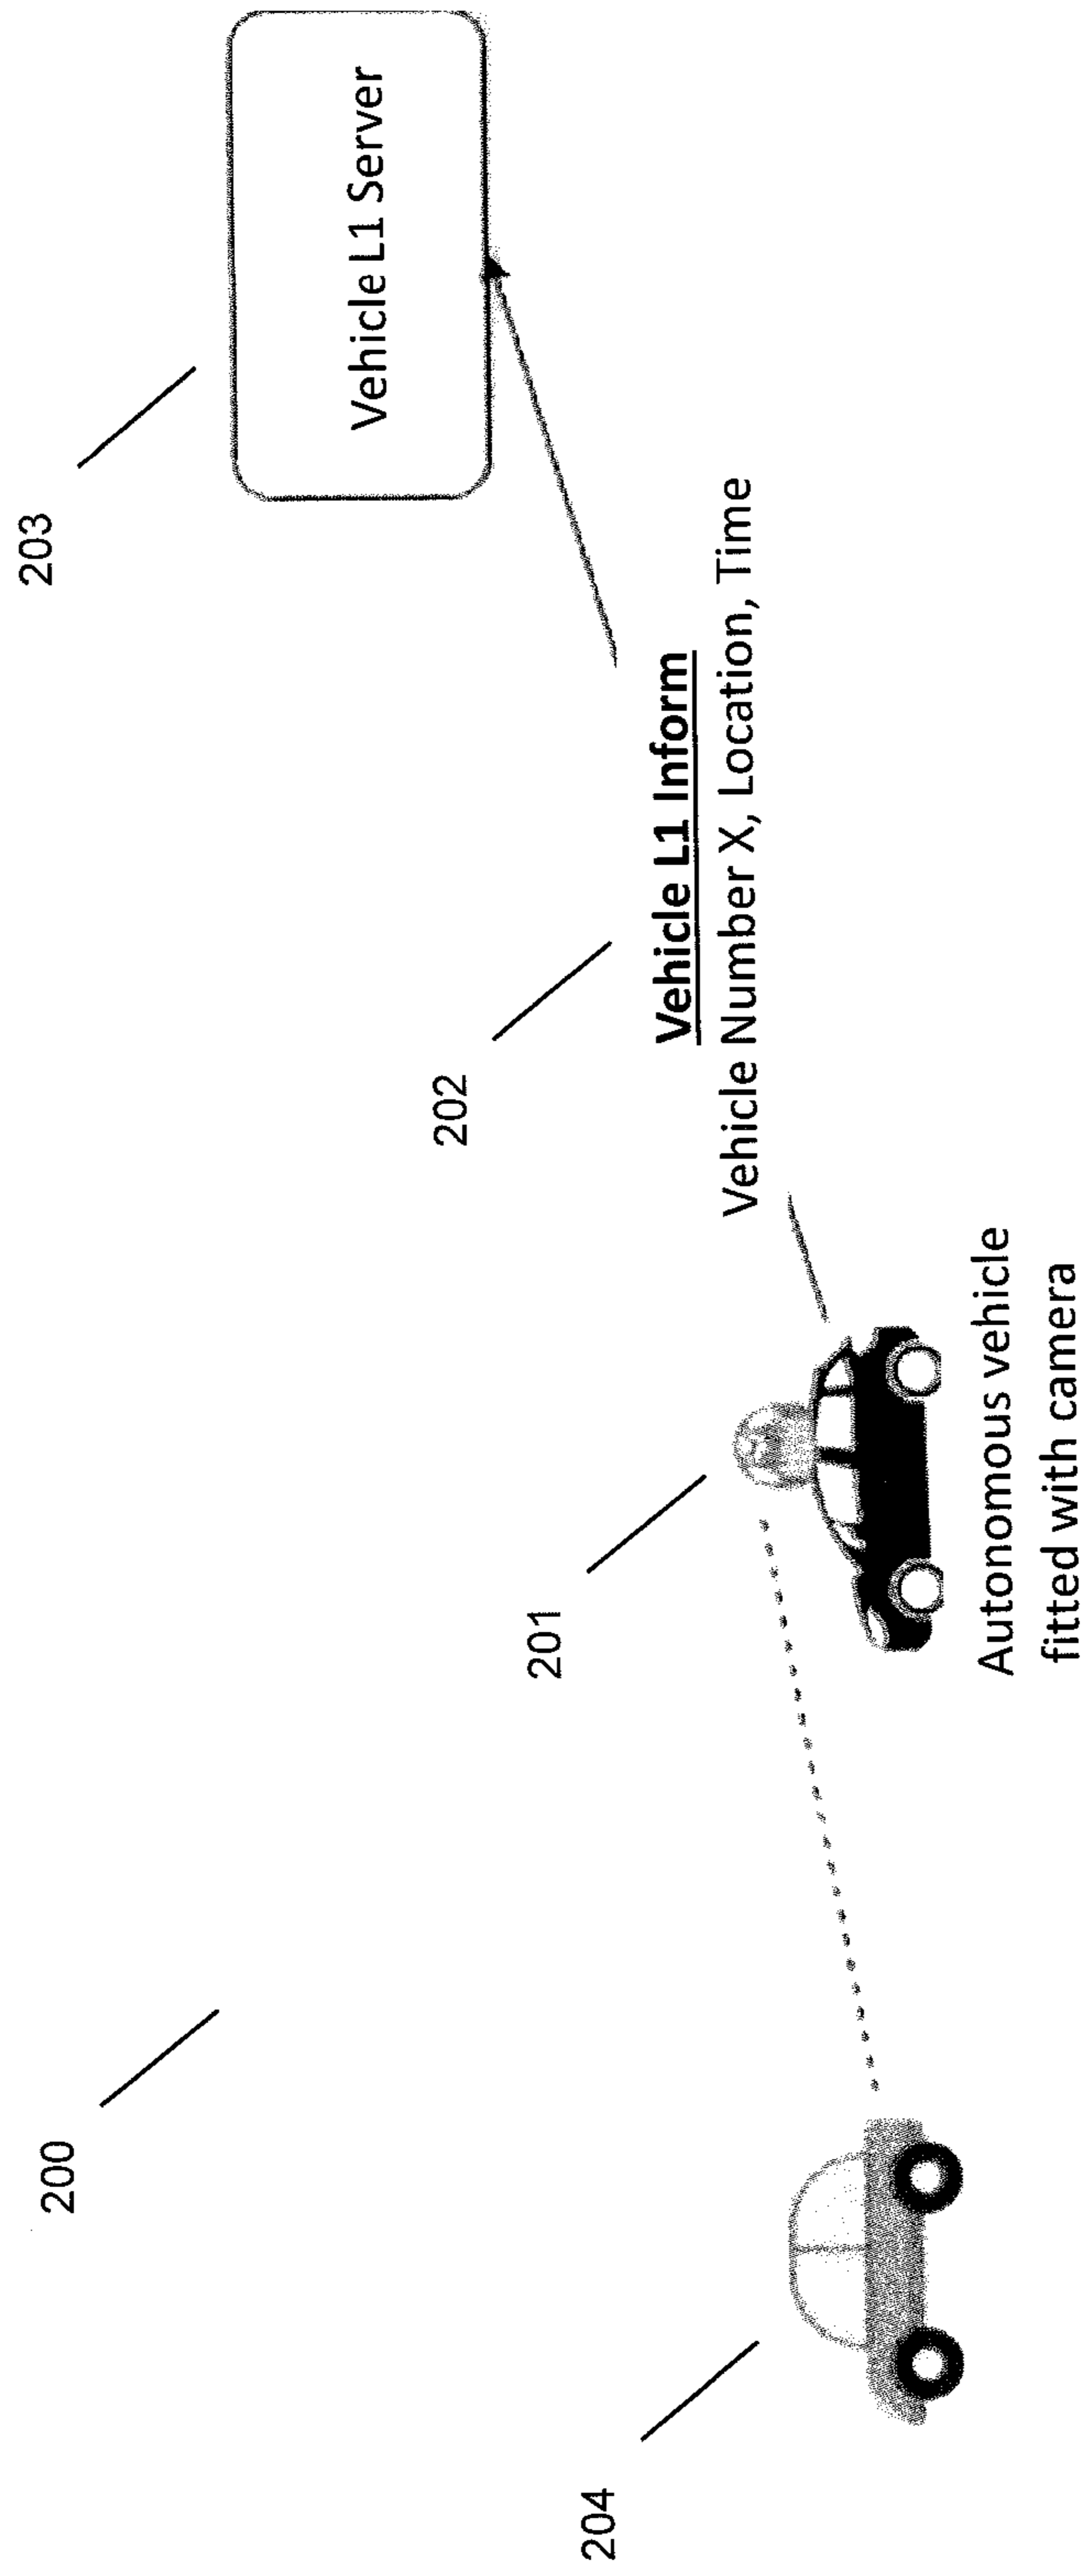 200
203
Vehicle L1 Server
202
Vehicle L1 Inform
Vehicle Number X, Location, Time
201
204
Autonomous vehicle
fitted with camera